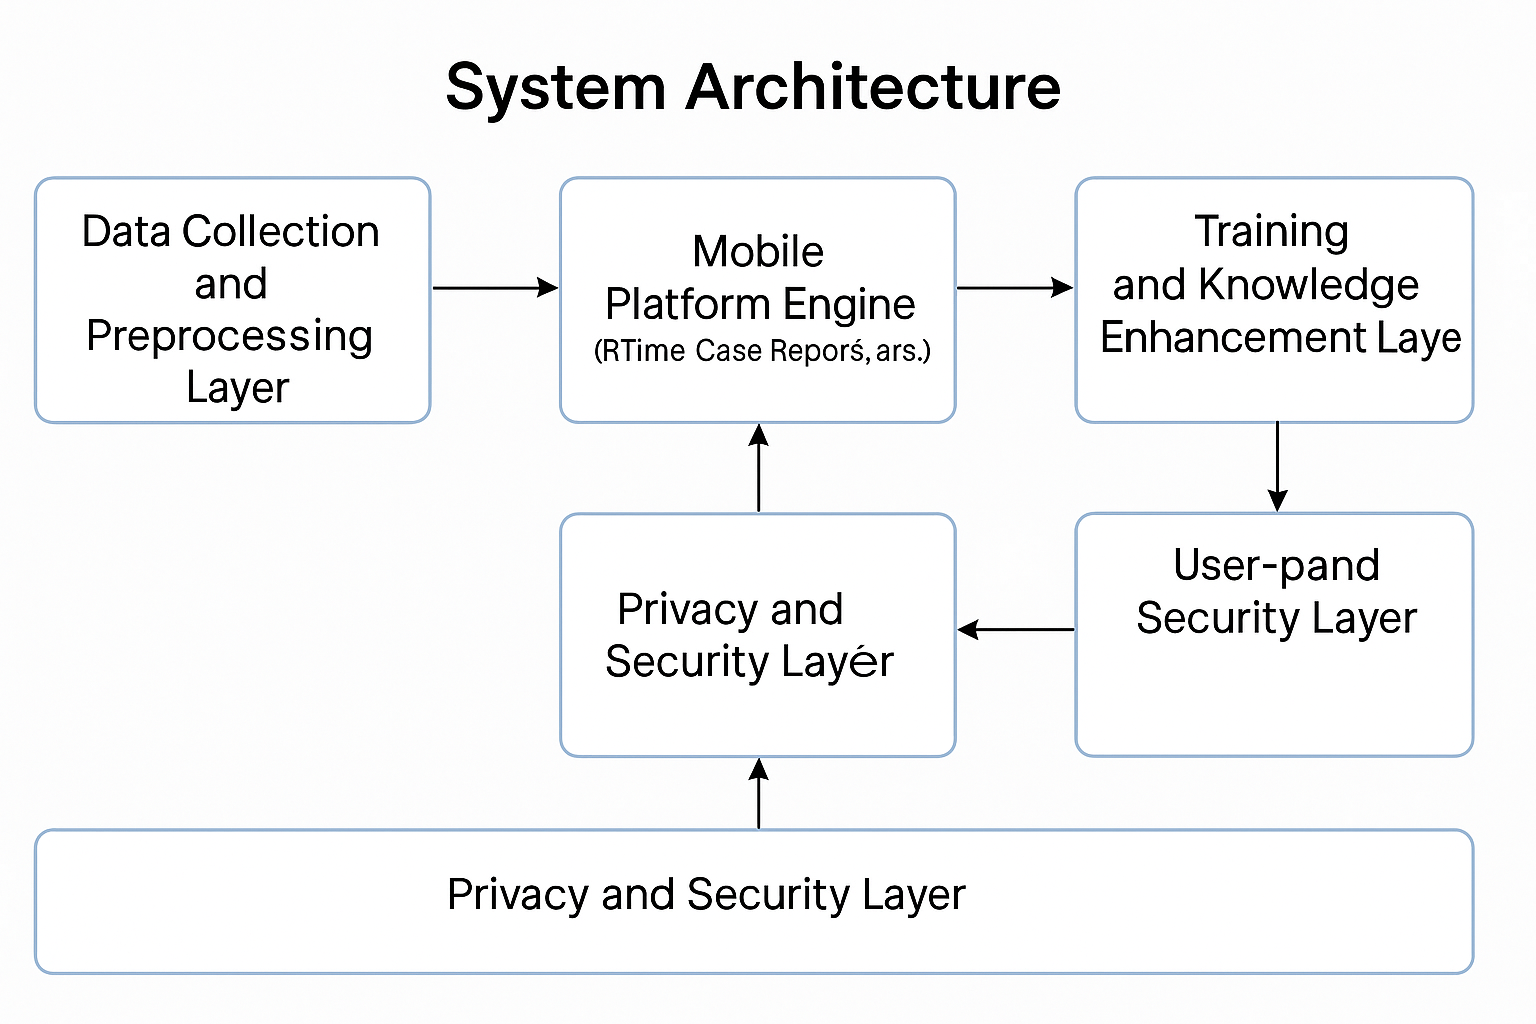 System Architecture
Data Collection
and
Preprocessing
Layer
Mobile
Platform Engine
(RTime Case Reporś, ars.)
Training
and Knowledge
Enhancement Laye
Privacy and
Security Layér
User-pand
Security Layer
Privacy and Security Layer